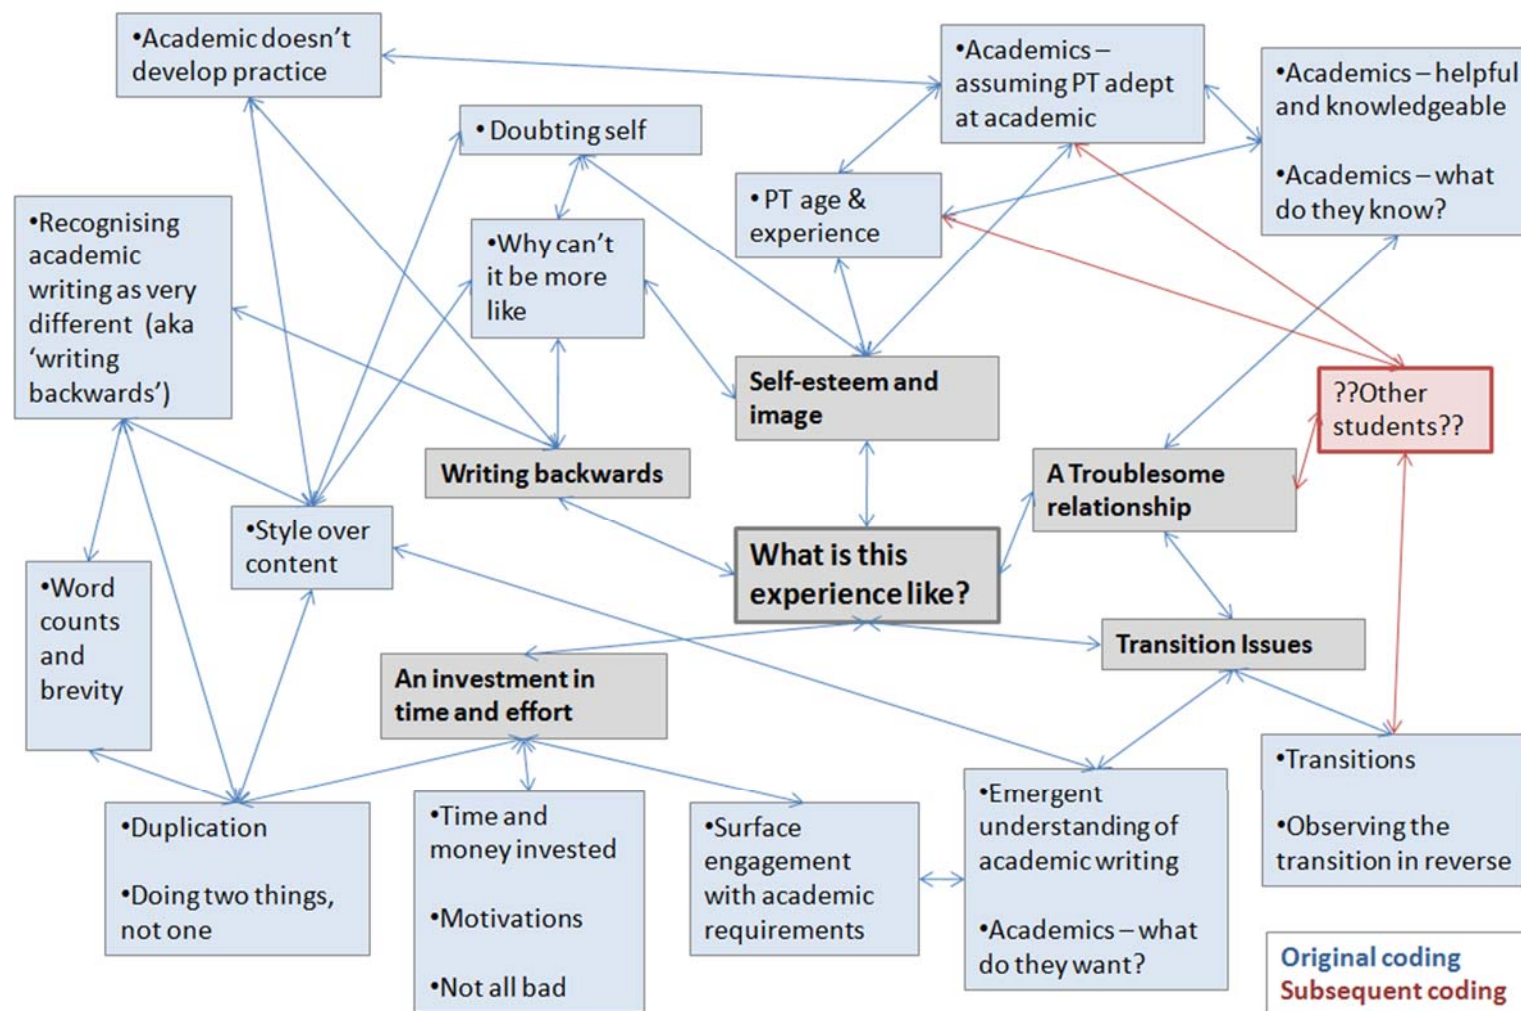 •Academic doesn't
develop practice
•Academics –
assuming PT adept
at academic
•Academics – helpful
and knowledgeable
•Academics – what
do they know?
• Doubting self
• PT age &
experience
•Recognising
academic
writing as very
different (aka
'writing
backwards')
•Why can't
it be more
like
Self-esteem and
image
??Other
students??
Writing backwards
A Troublesome
relationship
•Style over
content
What is this
experience like?
•Word
counts
and
brevity
Transition Issues
An investment in
time and effort
•Transitions
•Observing the
transition in reverse
•Duplication
•Doing two things,
not one
•Time and
money invested
•Motivations
•Not all bad
•Surface
engagement
with academic
requirements
•Emergent
understanding of
academic writing
•Academics – what
do they want?
Original coding
Subsequent coding